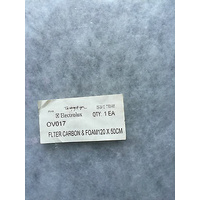 Electrolux
QTY. 1 EA
OV017
FLTER CARBON & FOAM120 X 50CM